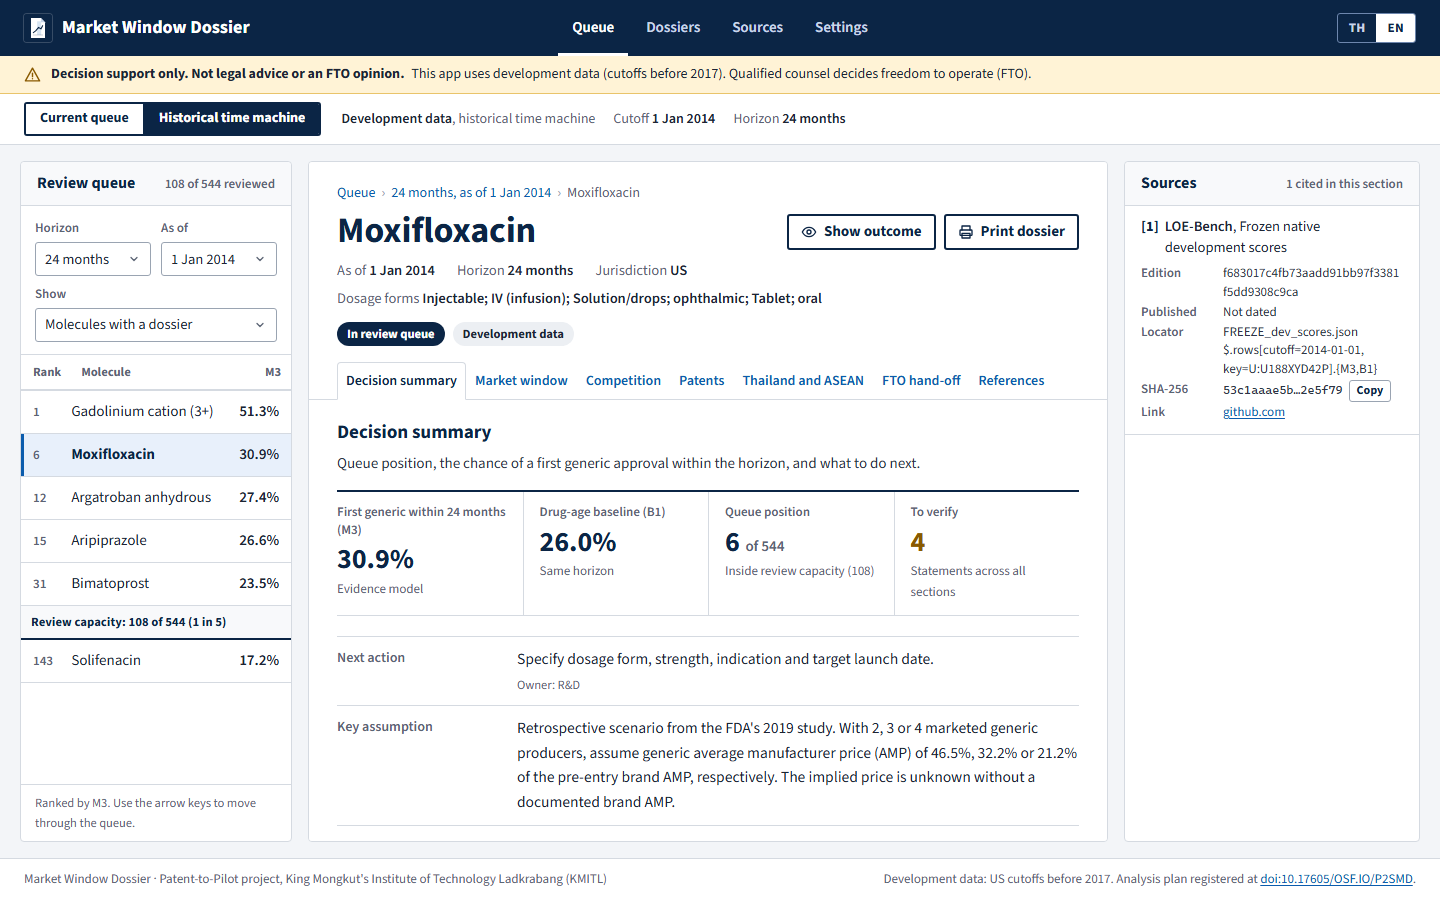 Market Window Dossier
Queue
Dossiers
Sources
Settings
TH
EN
Decision support only. Not legal advice or an FTO opinion. This app uses development data (cutoffs before 2017). Qualified counsel decides freedom to operate (FTO).
Current queue
Historical time machine
Development data, historical time machine
Cutoff 1 Jan 2014
Horizon 24 months
Review queue
108 of 544 reviewed
Horizon
As of
24 months
1 Jan 2014
Show
Molecules with a dossier
Rank Molecule M3
1 Gadolinium cation (3+) 51.3%
6 Moxifloxacin 30.9%
12 Argatroban anhydrous 27.4%
15 Aripiprazole 26.6%
31 Bimatoprost 23.5%
Review capacity: 108 of 544 (1 in 5)
143 Solifenacin 17.2%
Ranked by M3. Use the arrow keys to move
through the queue.
Queue › 24 months, as of 1 Jan 2014 › Moxifloxacin
Moxifloxacin
Show outcome
Print dossier
As of 1 Jan 2014
Horizon 24 months
Jurisdiction US
Dosage forms Injectable; IV (infusion); Solution/drops; ophthalmic; Tablet; oral
In review queue
Development data
Decision summary
Market window
Competition
Patents
Thailand and ASEAN
FTO hand-off
References
Decision summary
Queue position, the chance of a first generic approval within the horizon, and what to do next.
First generic within 24 months
(M3)
30.9%
Evidence model
Drug-age baseline (B1)
26.0%
Same horizon
Queue position
6 of 544
Inside review capacity (108)
To verify
4
Statements across all
sections
Next action
Specify dosage form, strength, indication and target launch date.
Owner: R&D
Key assumption
Retrospective scenario from the FDA's 2019 study. With 2, 3 or 4 marketed generic
producers, assume generic average manufacturer price (AMP) of 46.5%, 32.2% or 21.2%
of the pre-entry brand AMP, respectively. The implied price is unknown without a
documented brand AMP.
Sources
1 cited in this section
[1] LOE-Bench, Frozen native
development scores
Edition f683017c4fb73aadd91bb97f3381
f5dd9308c9ca
Published Not dated
Locator FREEZE_dev_scores.json
$.rows[cutoff=2014-01-01,
key=U:U188XYD42P].{M3,B1}
SHA-256 53c1aaae5b…2e5f79 Copy
Link github.com
Market Window Dossier · Patent-to-Pilot project, King Mongkut's Institute of Technology Ladkrabang (KMITL)
Development data: US cutoffs before 2017. Analysis plan registered at doi:10.17605/OSF.IO/P2SMD.